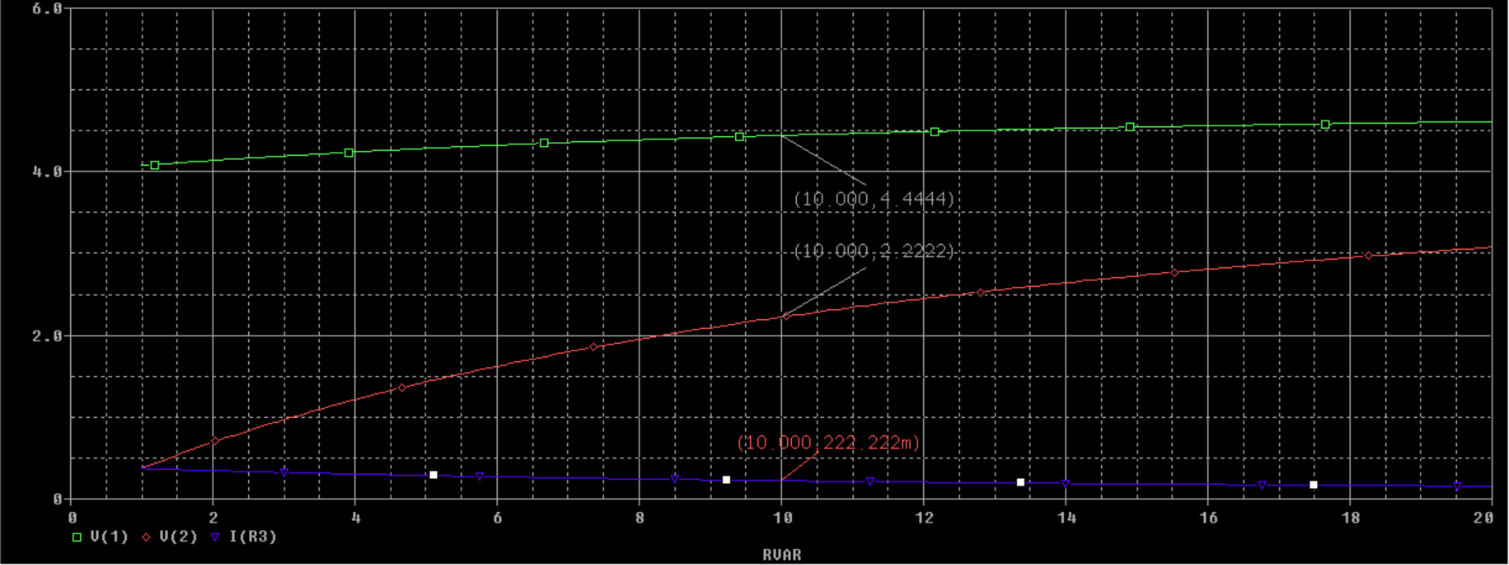 6.0
4.0
(10.000,4.4444)
(10.000,2.2222)
2.0
(10.000,222.222m)
0
0 2 4 6 8 10 12 14 16 18 20
V(1) V(2) I(R3)
RVAR